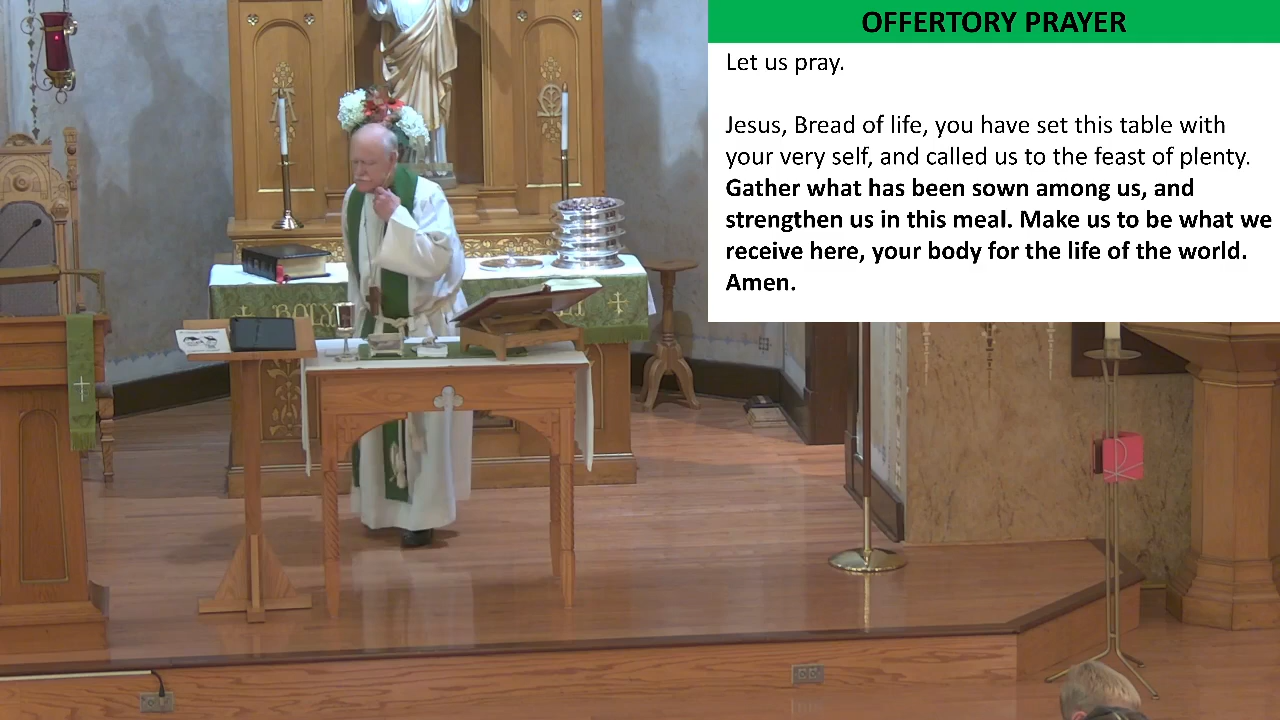 OFFERTORY PRAYER
Let us pray.
Jesus, Bread of life, you have set this table with
your very self, and called us to the feast of plenty.
Gather what has been sown among us, and
strengthen us in this meal. Make us to be what we
receive here, your body for the life of the world.
Amen.
HOLY